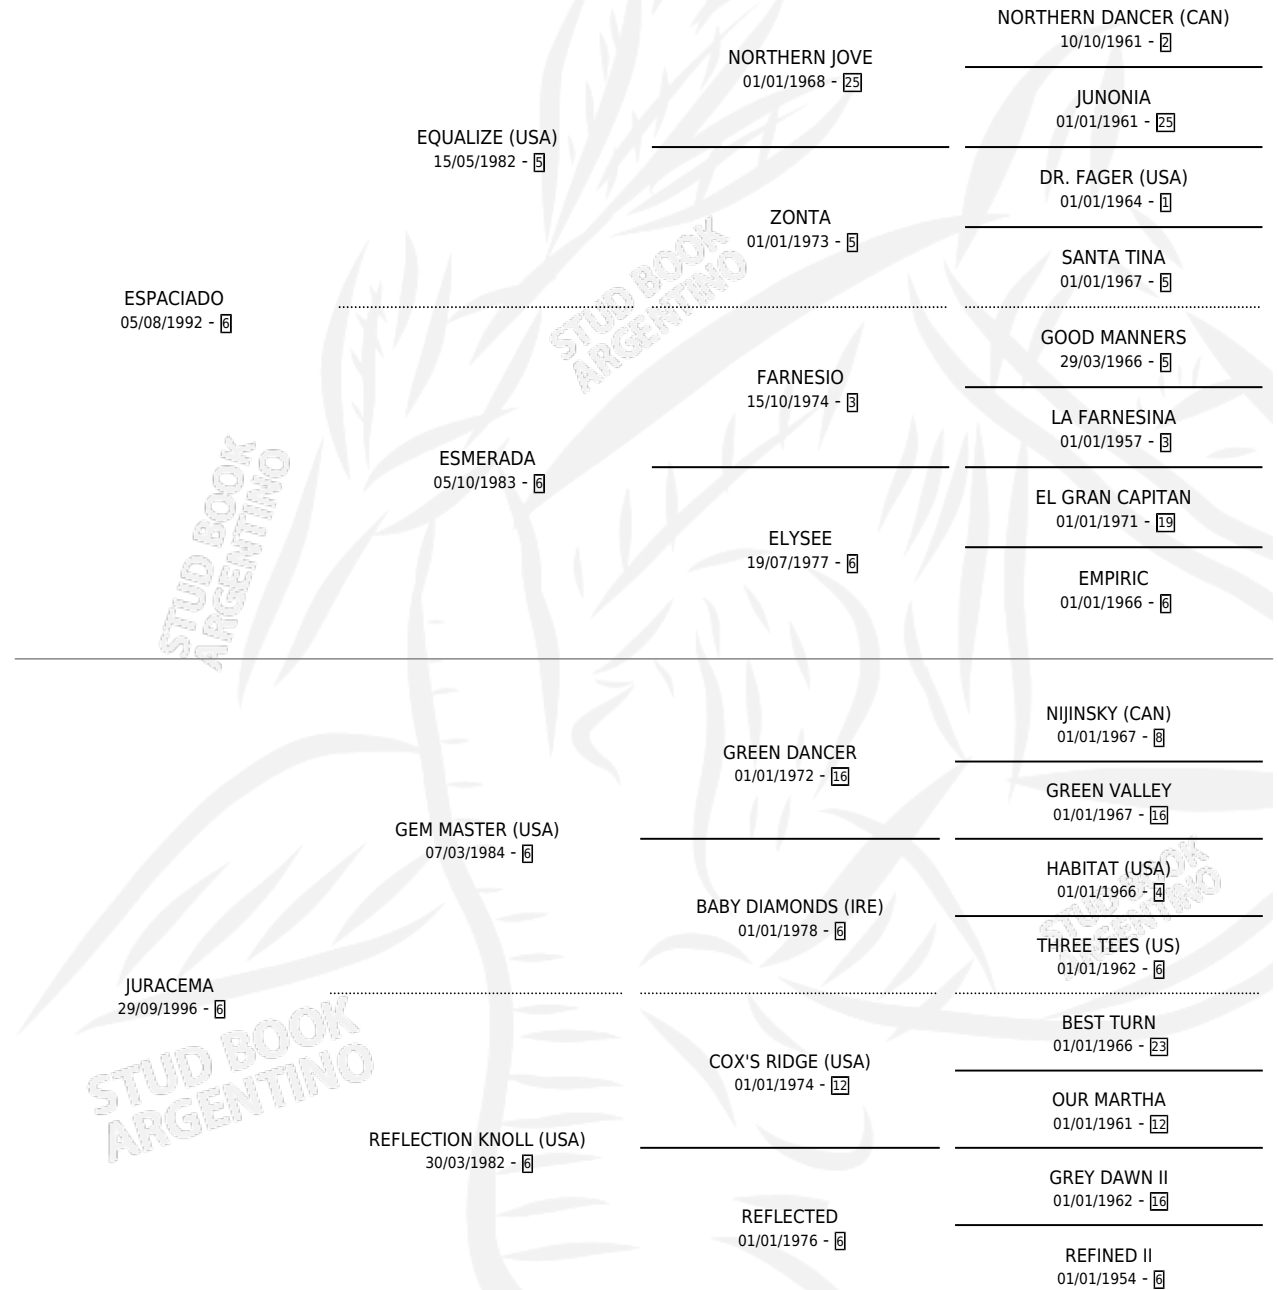 NORTHERN DANCER (CAN)
10/10/1961 - 2
NORTHERN JOVE
01/01/1968 - 25
JUNONIA
01/01/1961 - 25
EQUALIZE (USA)
15/05/1982 - 5
DR. FAGER (USA)
01/01/1964 - 1
ZONTA
01/01/1973 - 5
SANTA TINA
01/01/1967 - 5
ESPACIADO
05/08/1992 - 6
GOOD MANNERS
29/03/1966 - 5
FARNESIO
15/10/1974 - 3
LA FARNESINA
01/01/1957 - 3
ESMERADA
05/10/1983 - 6
EL GRAN CAPITAN
01/01/1971 - 19
ELYSEE
19/07/1977 - 6
EMPIRIC
01/01/1966 - 6
STUD BOOK
ARGENTINO
STUD BOOK
ARGENTINO
NIJINSKY (CAN)
01/01/1967 - 8
GREEN DANCER
01/01/1972 - 16
GREEN VALLEY
01/01/1967 - 16
GEM MASTER (USA)
07/03/1984 - 6
HABITAT (USA)
01/01/1966 - 4
BABY DIAMONDS (IRE)
01/01/1978 - 6
THREE TEES (US)
01/01/1962 - 6
JURACEMA
29/09/1996 - 6
BEST TURN
01/01/1966 - 23
COX'S RIDGE (USA)
01/01/1974 - 12
OUR MARTHA
01/01/1961 - 12
REFLECTION KNOLL (USA)
30/03/1982 - 6
GREY DAWN II
01/01/1962 - 16
REFLECTED
01/01/1976 - 6
REFINED II
01/01/1954 - 6
STUD BOOK
ARGENTINO
STUD BOOK
ARGENTINO